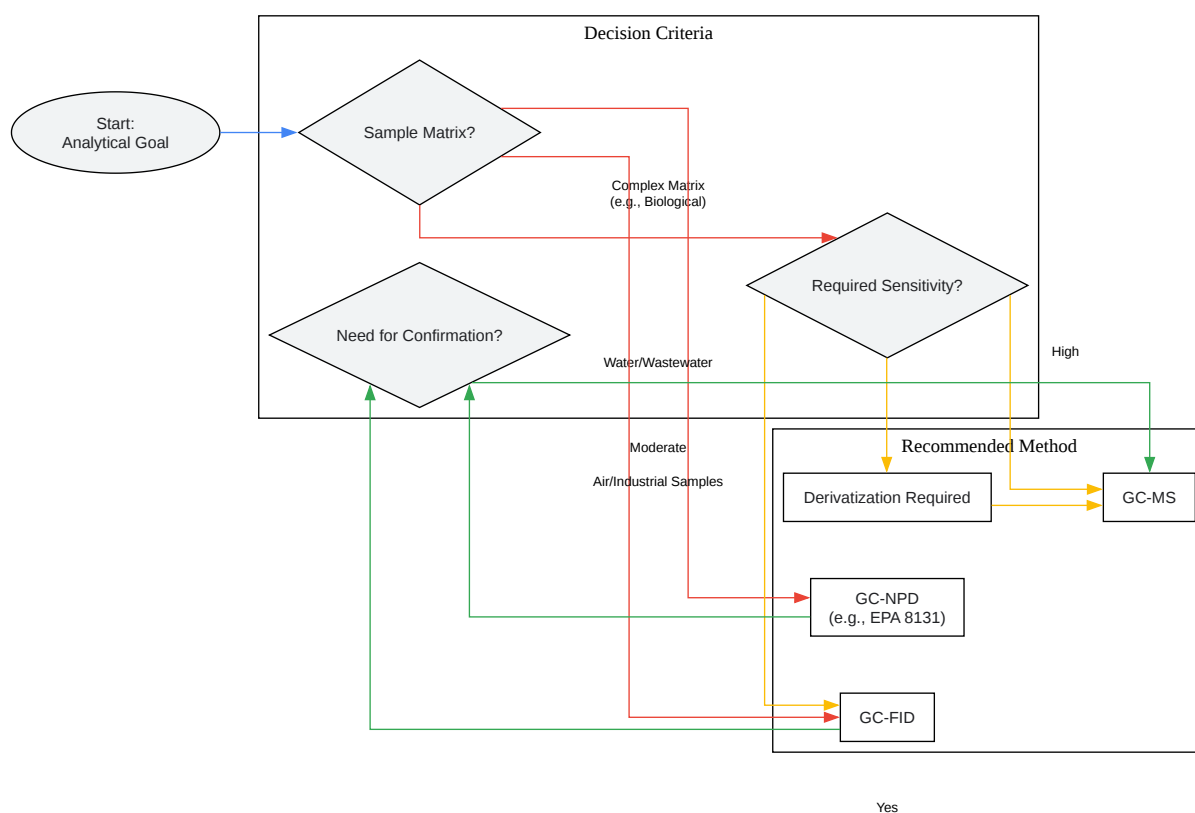 Decision Criteria
Start:
Analytical Goal
Sample Matrix?
Complex Matrix
(e.g., Biological)
Required Sensitivity?
Need for Confirmation?
High
Water/Wastewater
Moderate
Recommended Method
Air/Industrial Samples
Derivatization Required
GC-MS
GC-NPD
(e.g., EPA 8131)
GC-FID
Yes